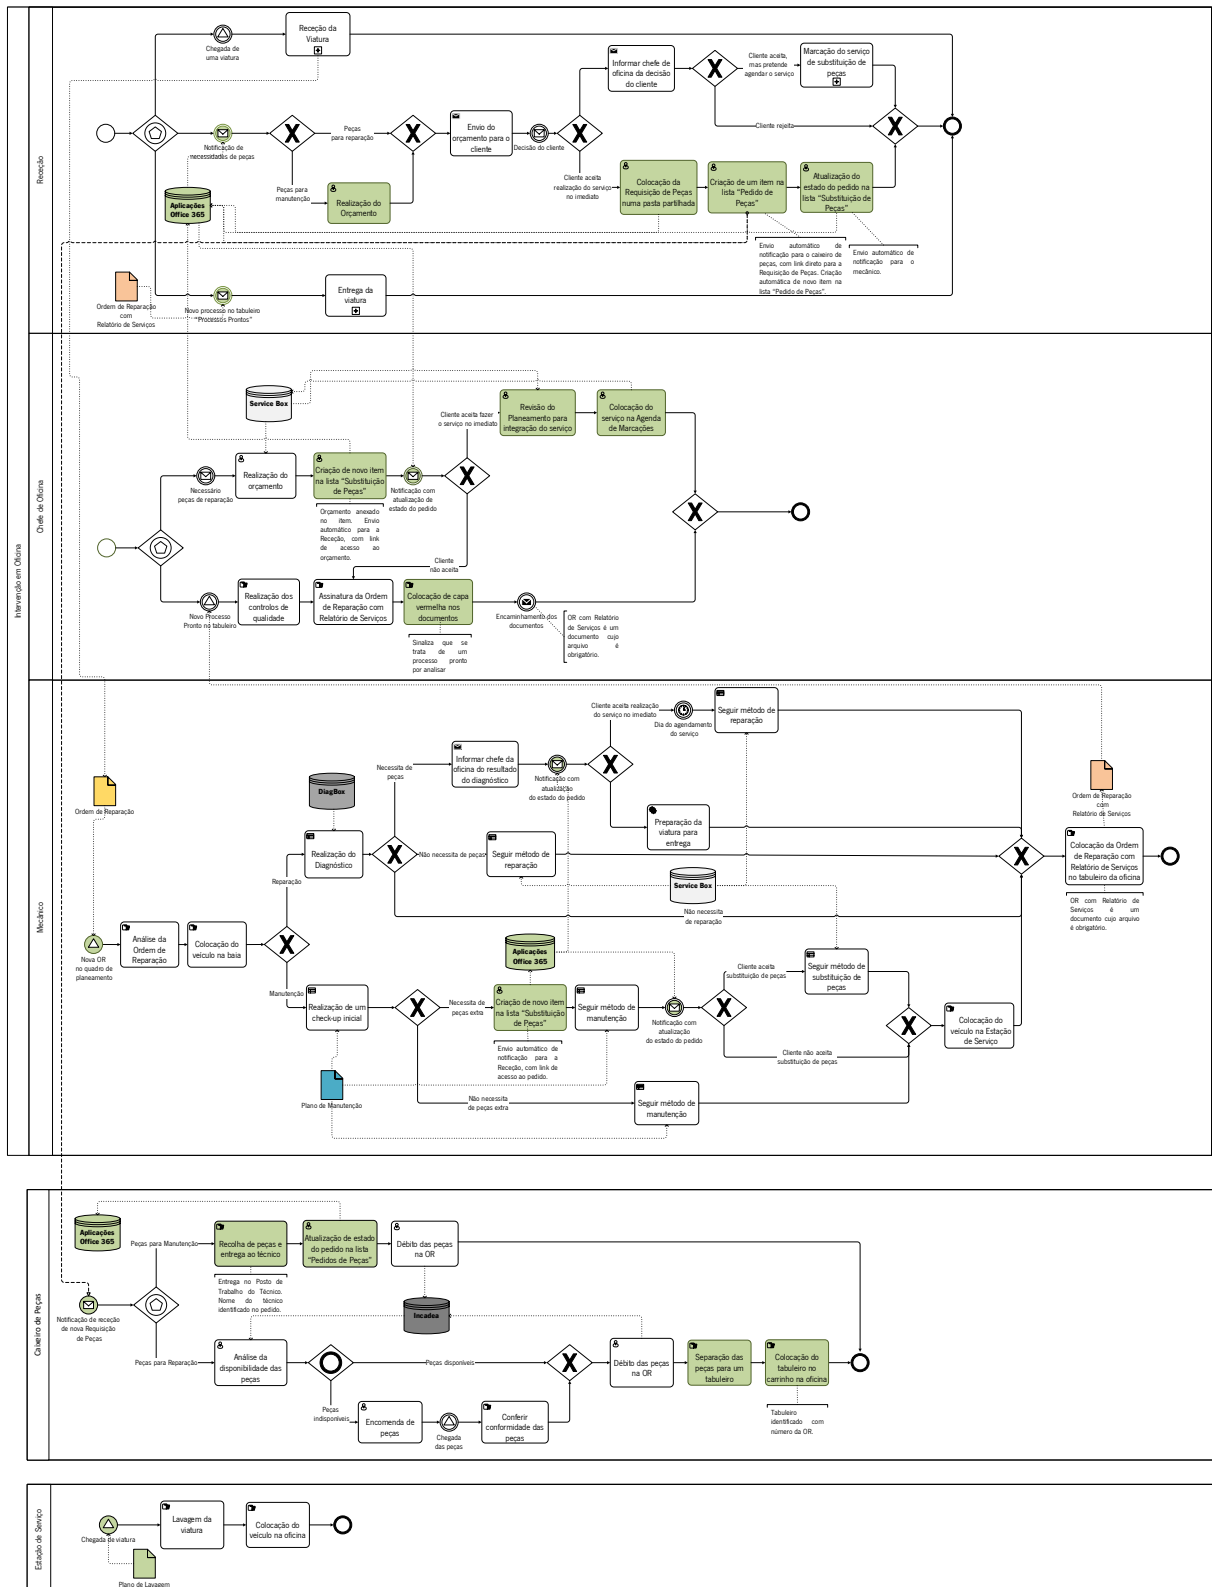 Intervenção em Oficina
Receção
Chegada de
uma viatura
Receção da
Viatura
Notificação de
necessidades de peças
Peças
para reparação
Peças para
manutenção
Realização do
Orçamento
Envio do
orçamento para o
cliente
Decisão do cliente
Informar chefe de
oficina da decisão
do cliente
Cliente aceita,
mas pretende
agendar o serviço
Marcação do serviço
de substituição de
peças
Cliente rejeita
Cliente aceita
realização do serviço
no imediato
Colocação da
Requisição de Peças
numa pasta partilhada
Criação de um item na
lista “Pedido de
Peças”
Atualização do
estado do pedido na
lista “Substituição de
Peças”
Envio automático de
notificação para o caixeiro de
peças, com link direto para a
Requisição de Peças. Criação
automática de novo item na
lista “Pedido de Peças”.
Envio automático de
notificação para o
mecânico.
Aplicações
Office 365
Ordem de Reparação
com
Relatório de Serviços
Novo processo no tabuleiro
“Processos Prontos”
Entrega da
viatura
Chefe de Oficina
Service Box
Necessário
peças de reparação
Realização do
orçamento
Criação de novo item
na lista “Substituição
de Peças”
Orçamento anexado
no item. Envio
automático para a
Receção, com link
de acesso ao
orçamento.
Notificação com
atualização de
estado do pedido
Cliente aceita fazer
o serviço no imediato
Revisão do
Planeamento para
integração do serviço
Colocação do
serviço na Agenda
de Marcações
Cliente
não aceita
Novo Processo
Pronto no tabuleiro
Realização dos
controlos de
qualidade
Assinatura da Ordem
de Reparação com
Relatório de Serviços
Colocação de capa
vermelha nos
documentos
Sinaliza que se
trata de um
processo pronto
por analisar
Encaminhamento dos
documentos
OR com Relatório
de Serviços é um
documento cujo
arquivo é
obrigatório.
Mecânico
Ordem de Reparação
Nova OR
no quadro de
planeamento
Análise da
Ordem de
Reparação
Colocação do
veículo na baia
Reparação
Manutenção
DiagBox
Realização do
Diagnóstico
Necessita de
peças
Informar chefe da
oficina do resultado
do diagnóstico
Notificação com
atualização
do estado do pedido
Cliente aceita realização
do serviço no imediato
Dia do agendamento
do serviço
Seguir método de
reparação
Preparação da
viatura para
entrega
Não necessita de peças
Seguir método de
reparação
Service Box
Não necessita
de reparação
Ordem de Reparação
com
Relatório de Serviços
Colocação da Ordem
de Reparação com
Relatório de Serviços
no tabuleiro da oficina
OR com Relatório de
Serviços é um
documento cujo arquivo
é obrigatório.
Realização de um
check-up inicial
Necessita de
peças extra
Aplicações
Office 365
Criação de novo item
na lista “Substituição
de Peças”
Envio automático de
notificação para a
Receção, com link de
acesso ao pedido.
Seguir método de
manutenção
Notificação com
atualização
do estado do pedido
Cliente aceita
substituição de peças
Seguir método de
substituição de
peças
Cliente não aceita
substituição de peças
Colocação do
veículo na Estação
de Serviço
Plano de Manutenção
Não necessita
de peças extra
Seguir método de
manutenção
Caixeiro de Peças
Aplicações
Office 365
Notificação de receção
de nova Requisição
de Peças
Peças para Manutenção
Recolha de peças e
entrega ao técnico
Entrega no Posto de
Trabalho do Técnico.
Nome do técnico
identificado no pedido.
Atualização de estado
do pedido na lista
“Pedidos de Peças”
Débito das peças
na OR
Incadea
Peças para Reparação
Análise da
disponibilidade das
peças
Peças disponíveis
Peças
indisponíveis
Encomenda de
peças
Chegada
das peças
Conferir
conformidade das
peças
Débito das peças
na OR
Separação das
peças para um
tabuleiro
Colocação do
tabuleiro no
carrinho na oficina
Tabuleiro
identificado com
número da OR.
Estação de Serviço
Chegada de viatura
Lavagem da
viatura
Colocação do
veículo na oficina
Plano de Lavagem